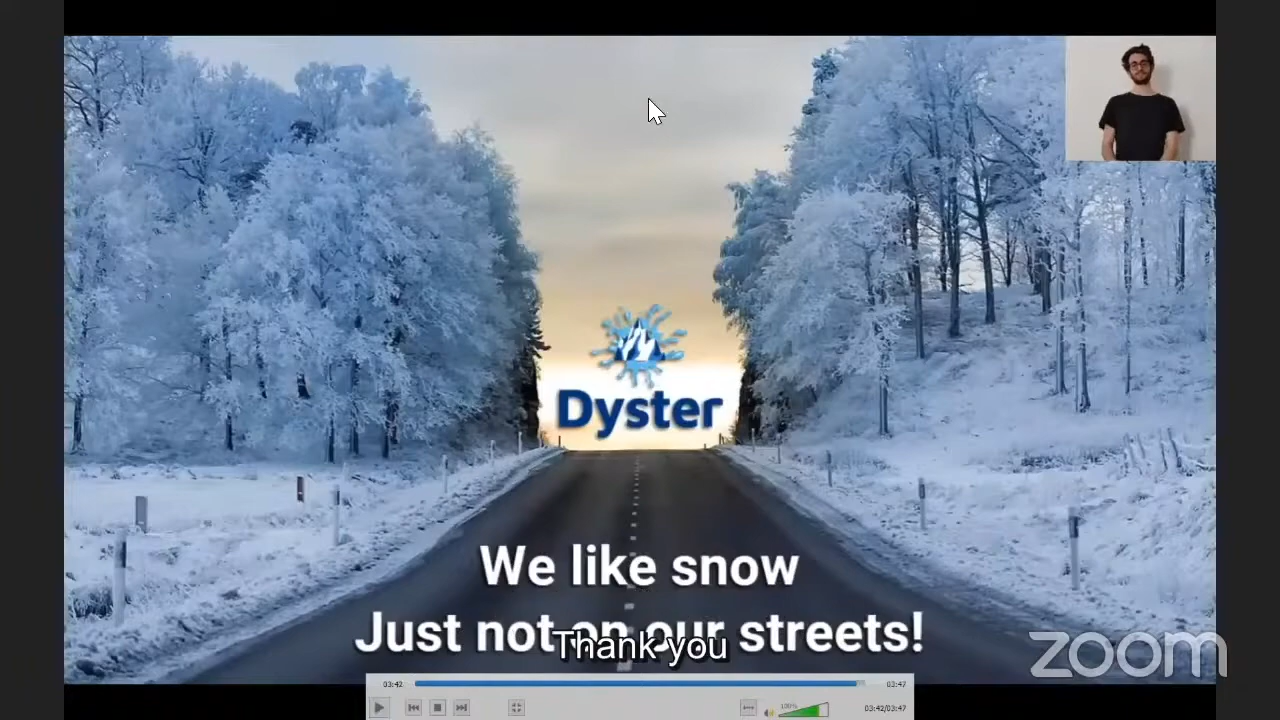 Dyster
We like snow
Just not on our streets!
Thank you
zoom
03:42
03:47
100%
03:42/03:47